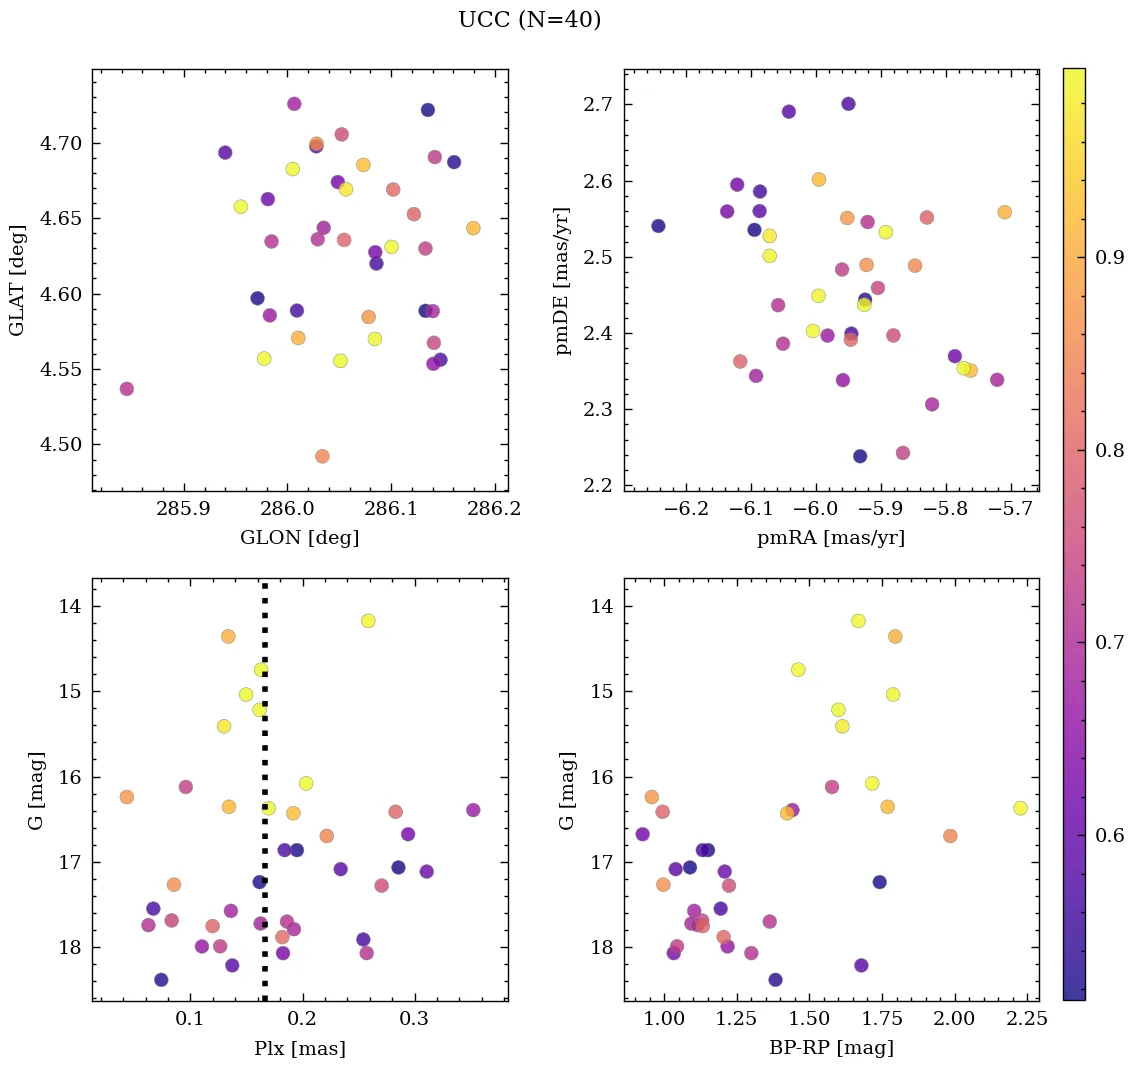 UCC (N=40)
4.70
4.65
4.60
4.55
4.50
GLAT [deg]
285.9 286.0 286.1 286.2
GLON [deg]
2.7
2.6
2.5
2.4
2.3
2.2
pmDE [mas/yr]
−6.2 −6.1 −6.0 −5.9 −5.8 −5.7
pmRA [mas/yr]
14
15
16
17
18
G [mag]
0.1 0.2 0.3
Plx [mas]
14
15
16
17
18
G [mag]
1.00 1.25 1.50 1.75 2.00 2.25
BP-RP [mag]
0.9
0.8
0.7
0.6